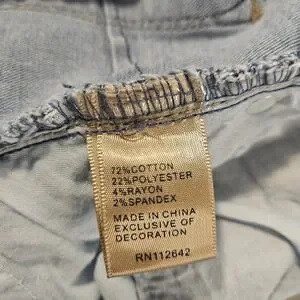 72%COTTON
22%POLYESTER
4%RAYON
2%SPANDEX
MADE IN CHINA
EXCLUSIVE OF
DECORATION
RN112642